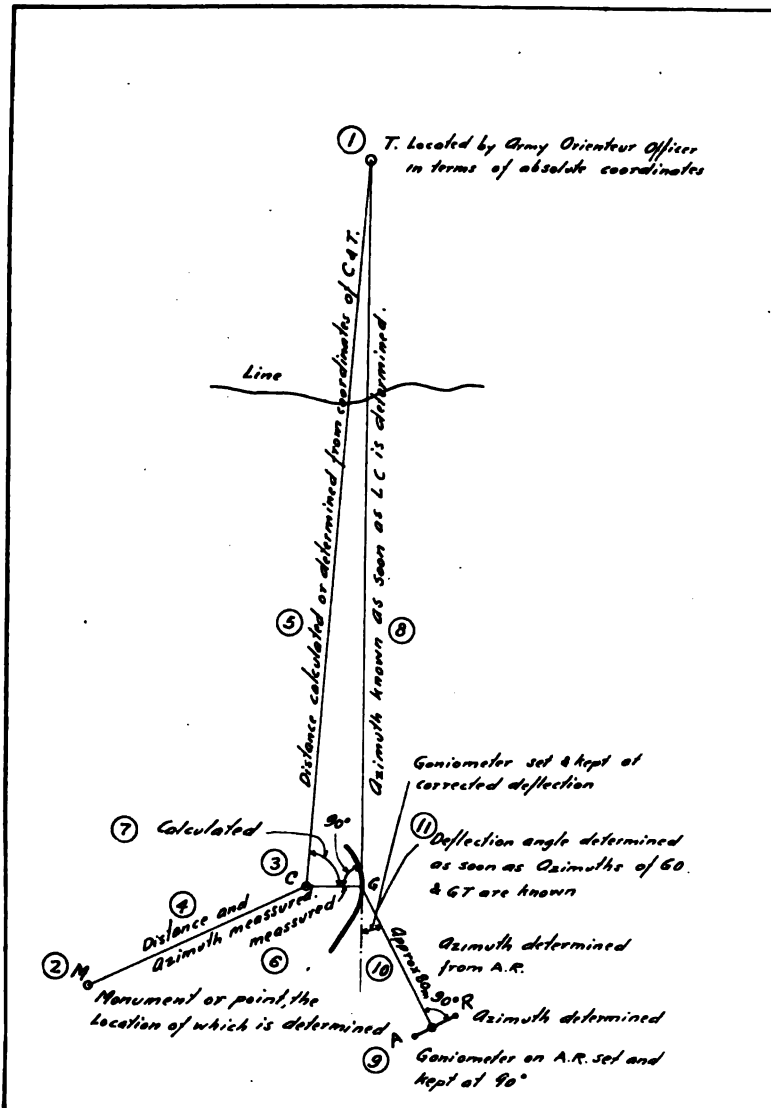 ① T. Located by Army Orienteur Officer
in terms of absolute coordinates
Distance calculated or determined from coordinates of C & T.
Azimuth known as soon as LC is determined.
Line
⑤
⑧
Goniometer set & kept at
corrected deflection
⑦ Calculated
90°
⑪ Deflection angle determined
as soon as Azimuths of GO
& GT are known
③
C
G
④
Distance and
Azimuth meassured.
meassured
⑥
② M
Monument or point, the
Location of which is determined
⑩
Approx 80m
Azimuth determined
from A.R.
90°
R
Azimuth determined
A
⑨
Goniometer on A.R. set and
kept at 90°